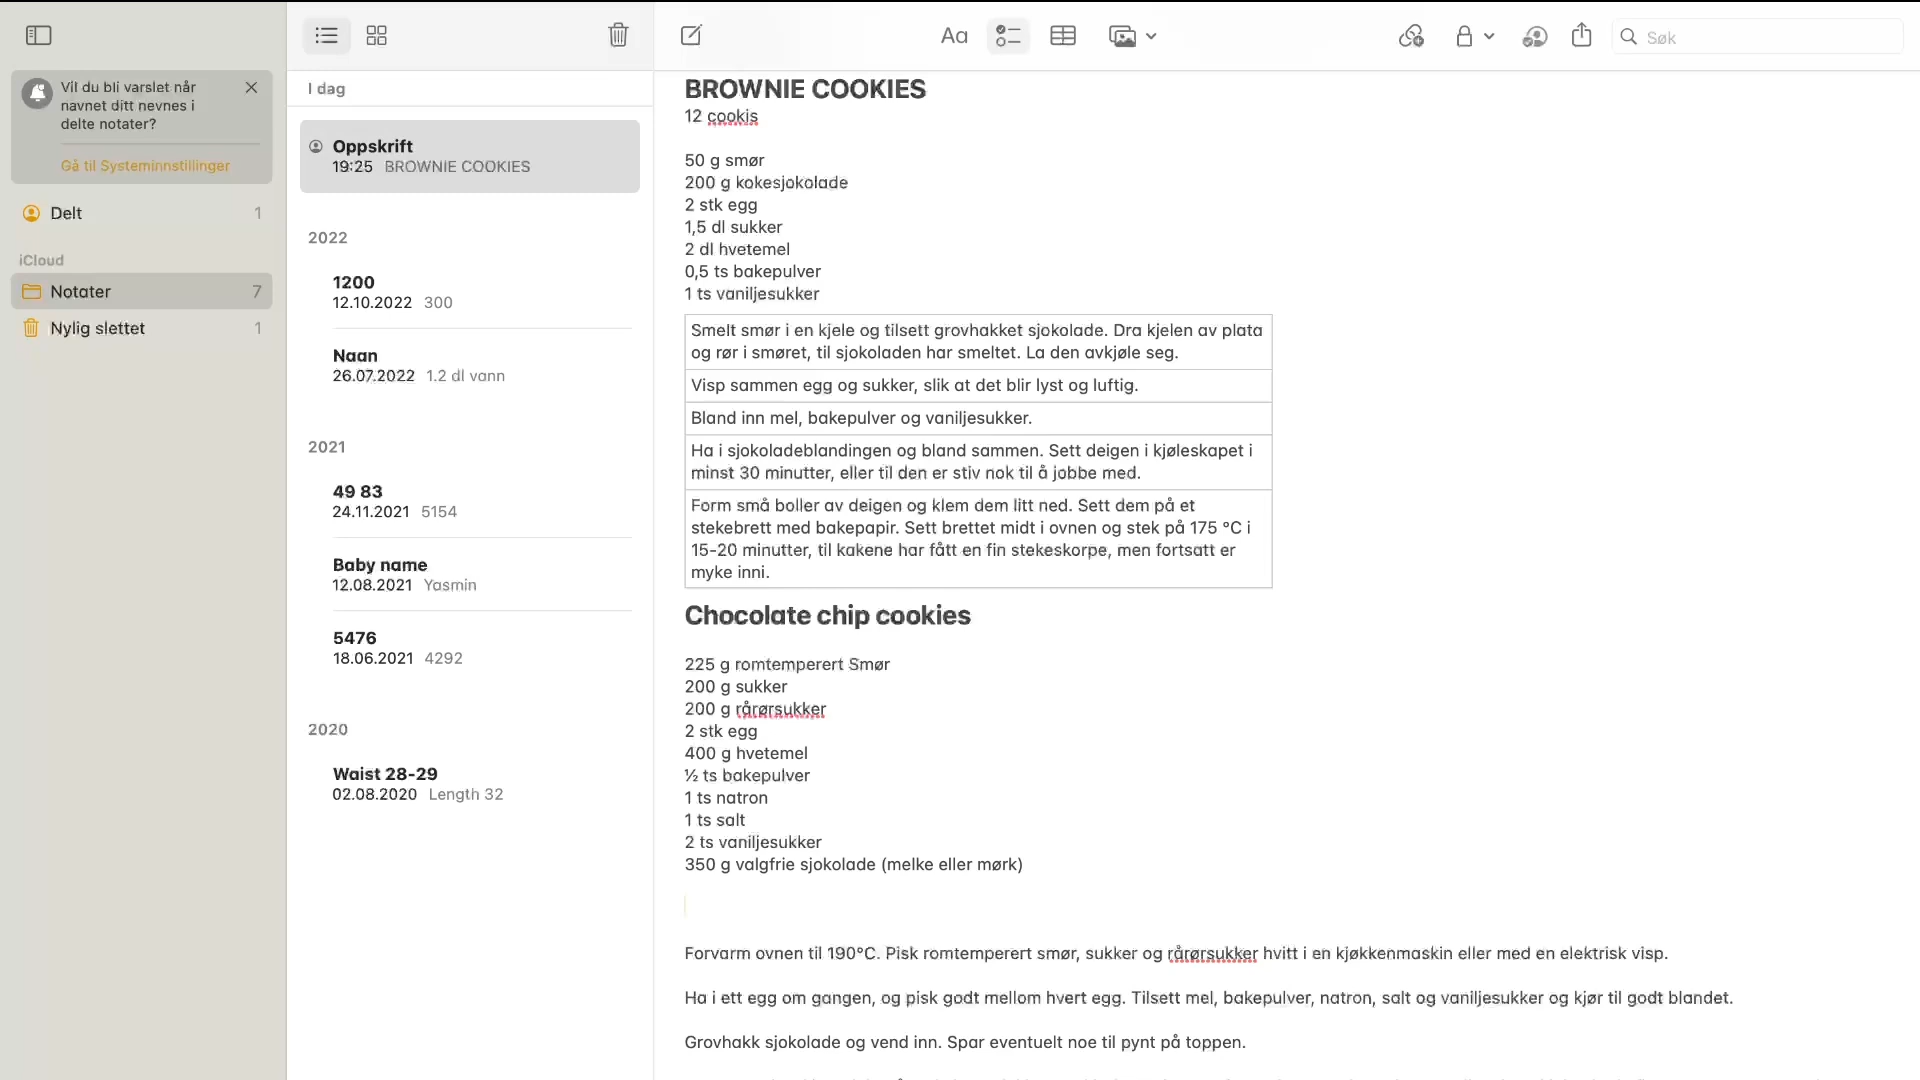 Vil du bli varslet når
navnet ditt nevnes i
delte notater?
Gå til Systeminnstillinger
Delt 1
iCloud
Notater 7
Nylig slettet 1
I dag
Oppskrift
19:25 BROWNIE COOKIES
2022
1200
12.10.2022 300
Naan
26.07.2022 1.2 dl vann
2021
49 83
24.11.2021 5154
Baby name
12.08.2021 Yasmin
5476
18.06.2021 4292
2020
Waist 28-29
02.08.2020 Length 32
Aa
Søk
BROWNIE COOKIES
12 cookis
50 g smør
200 g kokesjokolade
2 stk egg
1,5 dl sukker
2 dl hvetemel
0,5 ts bakepulver
1 ts vaniljesukker
Smelt smør i en kjele og tilsett grovhakket sjokolade. Dra kjelen av plata
og rør i smøret, til sjokoladen har smeltet. La den avkjøle seg.
Visp sammen egg og sukker, slik at det blir lyst og luftig.
Bland inn mel, bakepulver og vaniljesukker.
Ha i sjokoladeblandingen og bland sammen. Sett deigen i kjøleskapet i
minst 30 minutter, eller til den er stiv nok til å jobbe med.
Form små boller av deigen og klem dem litt ned. Sett dem på et
stekebrett med bakepapir. Sett brettet midt i ovnen og stek på 175 °C i
15-20 minutter, til kakene har fått en fin stekeskorpe, men fortsatt er
myke inni.
Chocolate chip cookies
225 g romtemperert Smør
200 g sukker
200 g rårørsukker
2 stk egg
400 g hvetemel
½ ts bakepulver
1 ts natron
1 ts salt
2 ts vaniljesukker
350 g valgfrie sjokolade (melke eller mørk)
Forvarm ovnen til 190°C. Pisk romtemperert smør, sukker og rårørsukker hvitt i en kjøkkenmaskin eller med en elektrisk visp.
Ha i ett egg om gangen, og pisk godt mellom hvert egg. Tilsett mel, bakepulver, natron, salt og vaniljesukker og kjør til godt blandet.
Grovhakk sjokolade og vend inn. Spar eventuelt noe til pynt på toppen.